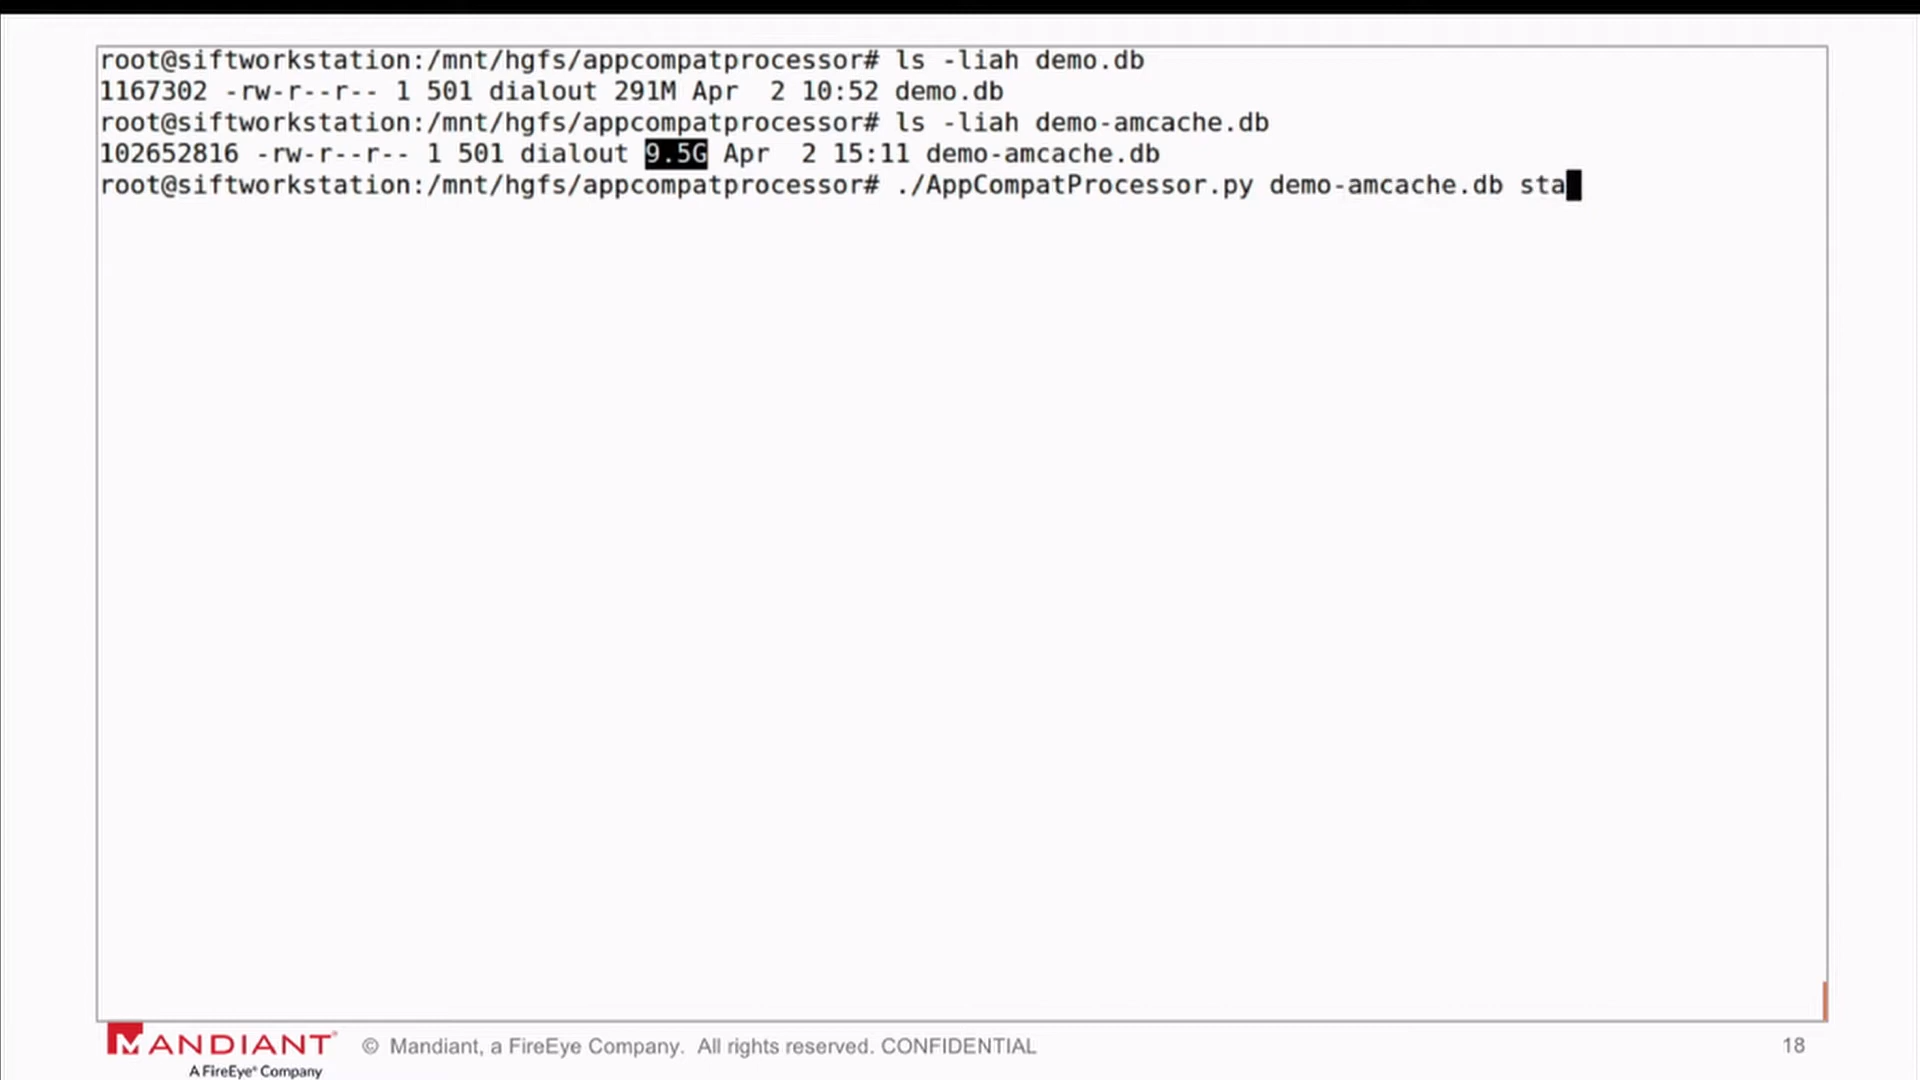 root@siftworkstation:/mnt/hgfs/appcompatprocessor# ls -liah demo.db
1167302 -rw-r--r-- 1 501 dialout 291M Apr  2 10:52 demo.db
root@siftworkstation:/mnt/hgfs/appcompatprocessor# ls -liah demo-amcache.db
102652816 -rw-r--r-- 1 501 dialout 9.5G Apr  2 15:11 demo-amcache.db
root@siftworkstation:/mnt/hgfs/appcompatprocessor# ./AppCompatProcessor.py demo-amcache.db sta
MANDIANT® © Mandiant, a FireEye Company. All rights reserved. CONFIDENTIAL 18
A FireEye® Company